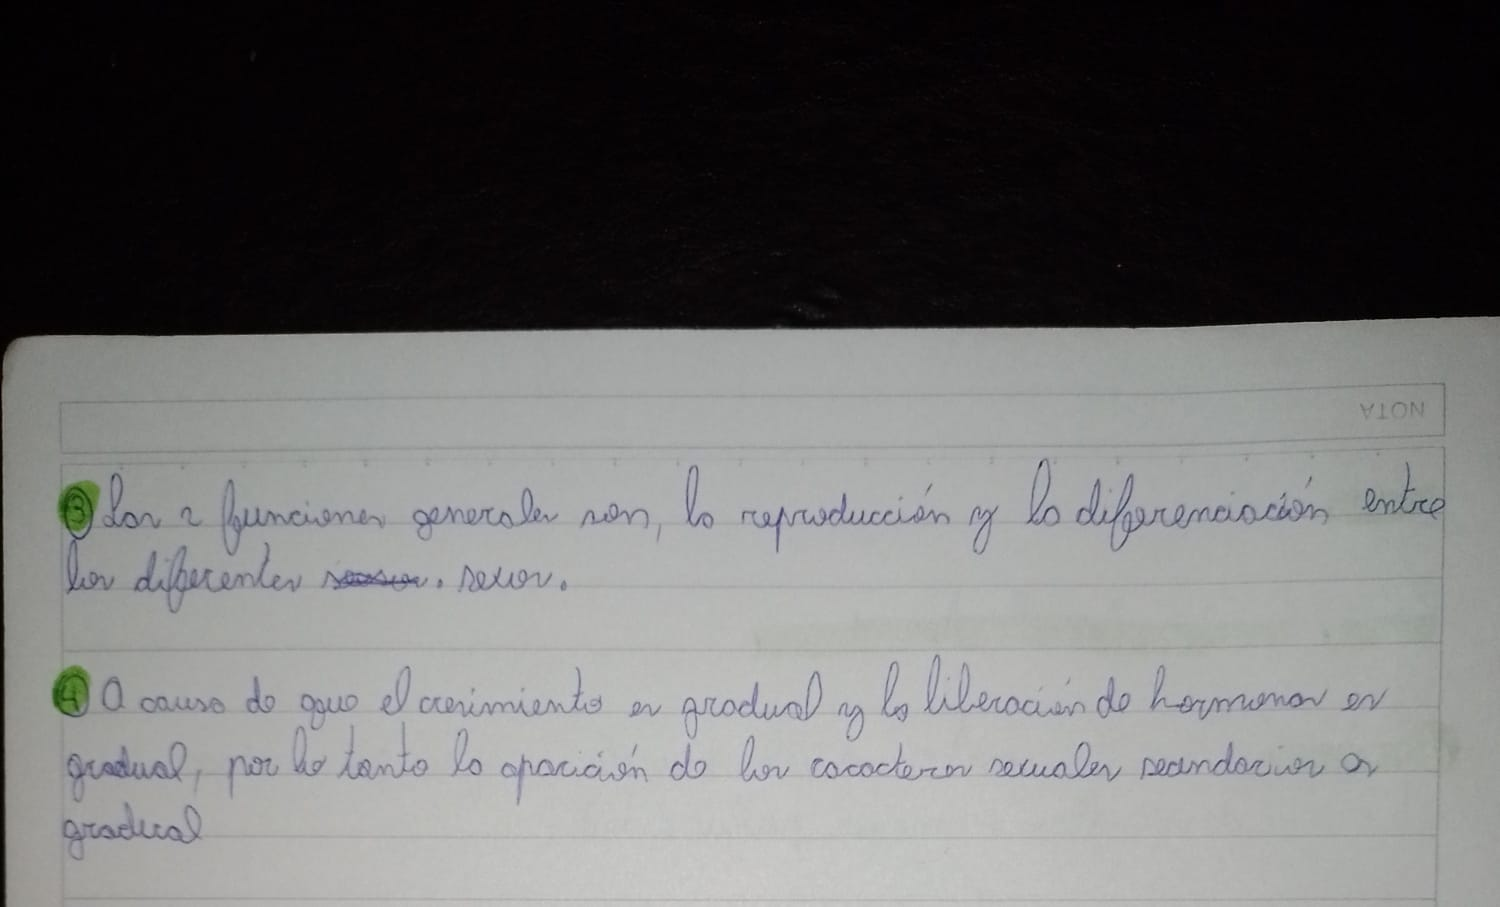 NOTA
③ Las 2 funciones generales son, la reproducción y la diferenciación entre
los diferentes sexos.
④ A causa de que el crecimiento es gradual y la liberación de hormonas es
gradual, por lo tanto la aparición de los caracteres sexuales secundarios es
gradual